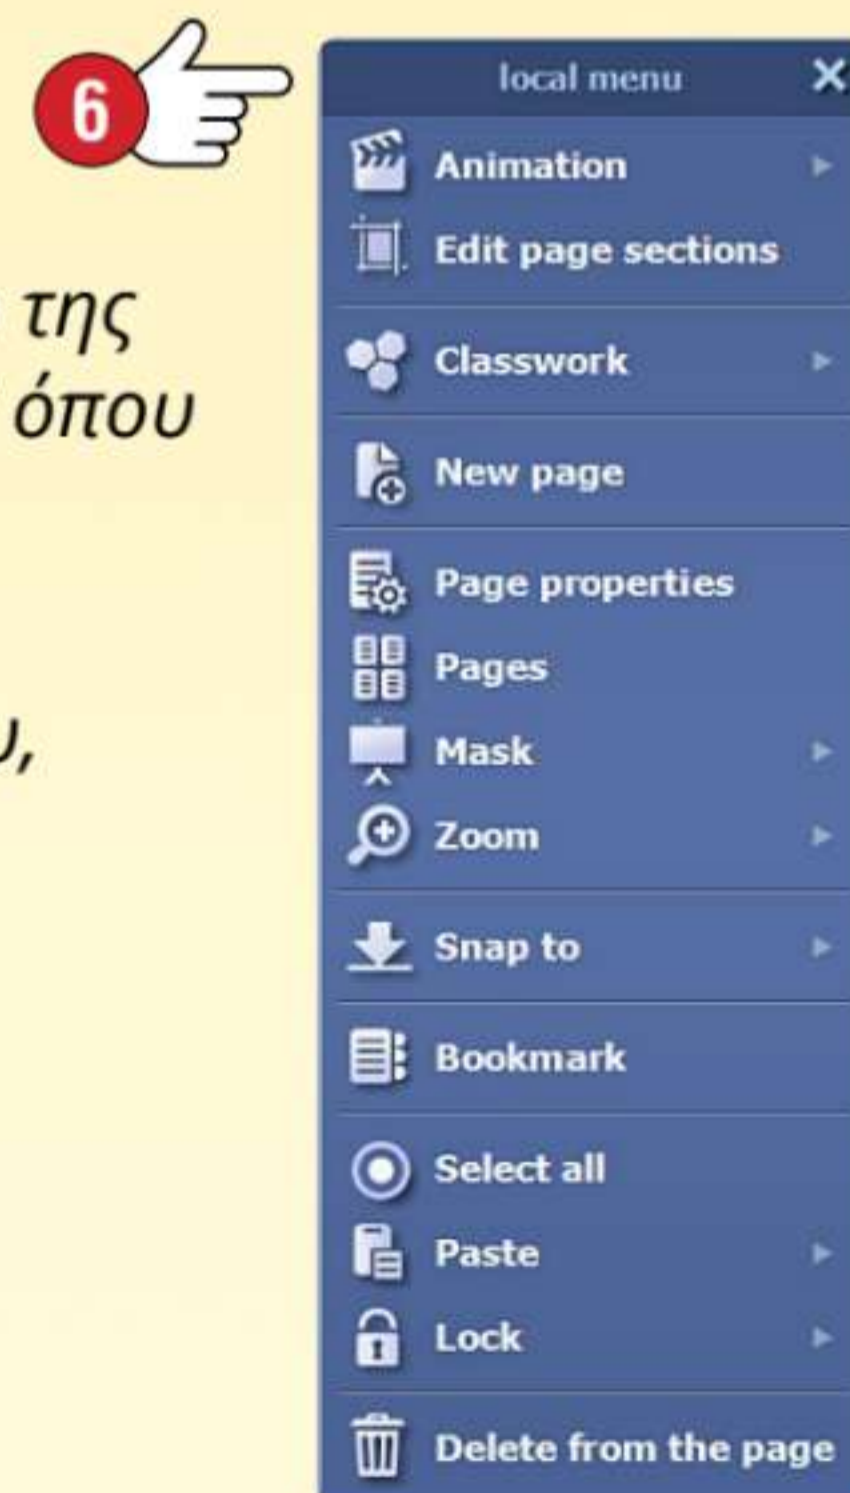 6
local menu
Animation
Edit page sections
της
όπου
Classwork
New page
Page properties
Pages
Mask
Zoom
Snap to
Bookmark
Select all
Paste
Lock
Delete from the page